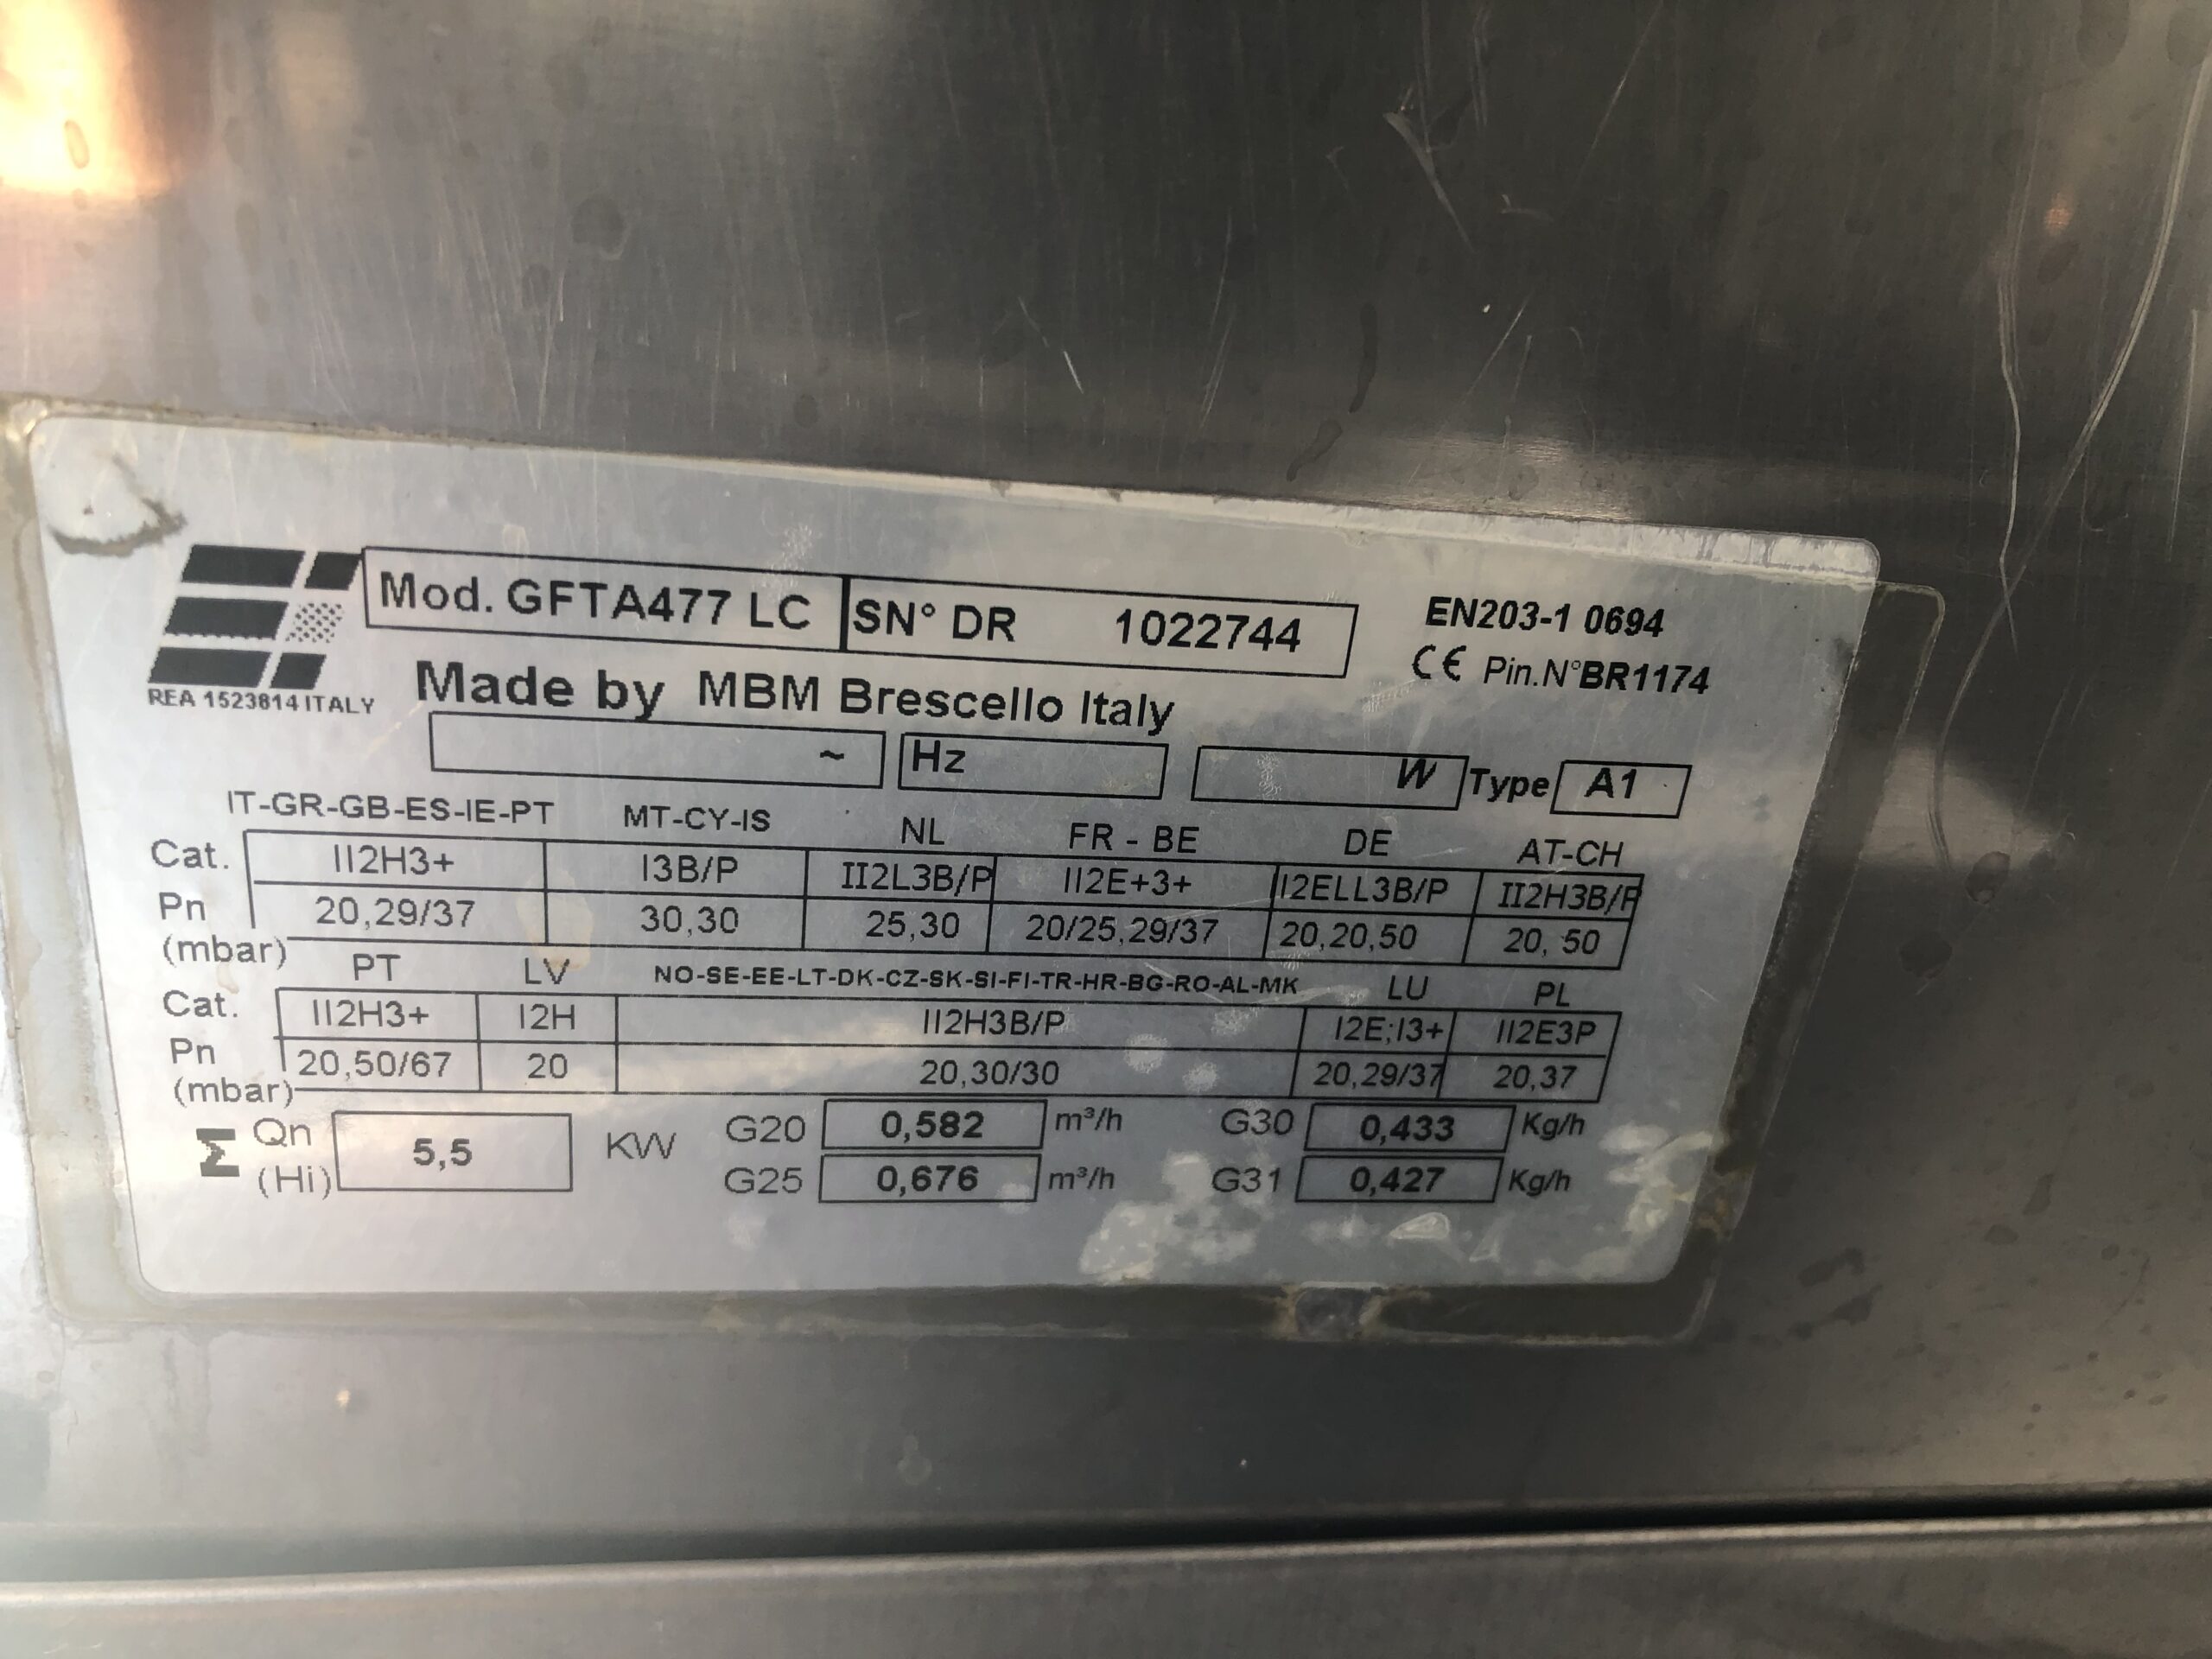 Mod. GFTA477 LC SN° DR 1022744
EN203-1 0694
CE Pin.N°BR1174
REA 1523814 ITALY
Made by MBM Brescello Italy
~ Hz W Type A1
IT-GR-GB-ES-IE-PT MT-CY-IS NL FR - BE DE AT-CH
Cat. II2H3+ I3B/P II2L3B/P II2E+3+ I2ELL3B/P II2H3B/P
Pn (mbar) 20,29/37 30,30 25,30 20/25,29/37 20,20,50 20, 50
PT LV NO-SE-EE-LT-DK-CZ-SK-SI-FI-TR-HR-BG-RO-AL-MK LU PL
Cat. II2H3+ I2H II2H3B/P I2E;I3+ II2E3P
Pn (mbar) 20,50/67 20 20,30/30 20,29/37 20,37
Σ Qn (Hi) 5,5 KW
G20 0,582 m³/h G30 0,433 Kg/h
G25 0,676 m³/h G31 0,427 Kg/h